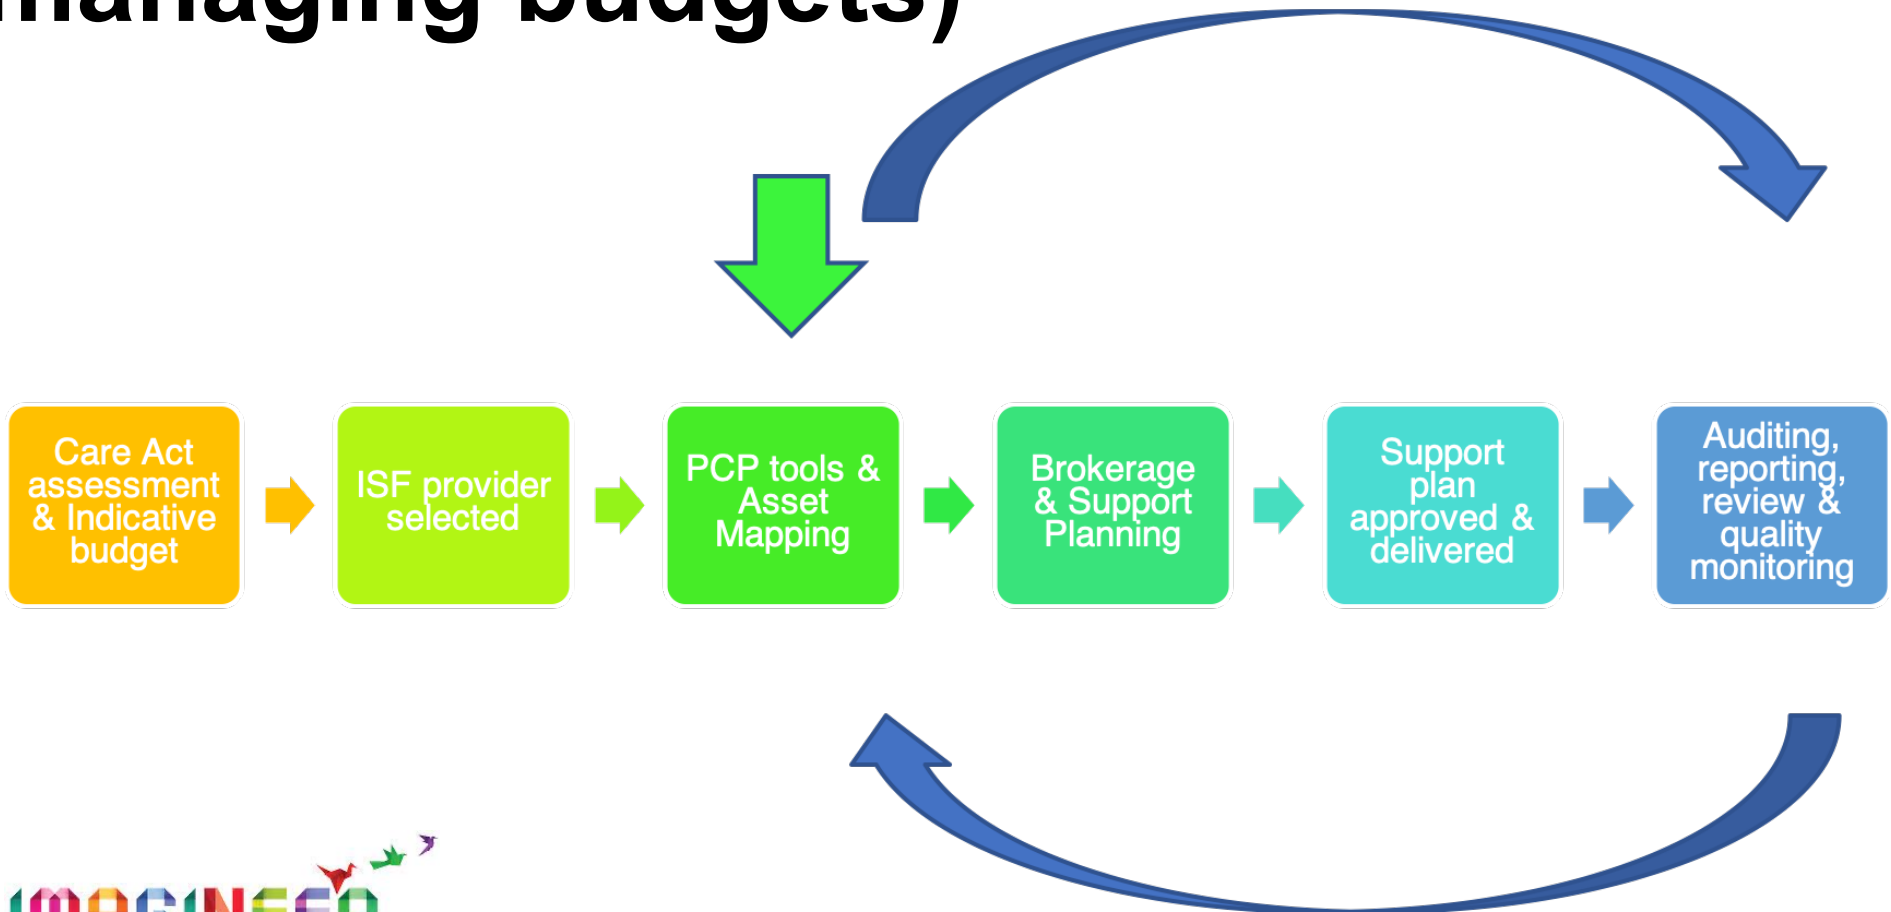 managing budgets)
Care Act
assessment
& Indicative
budget
ISF provider
selected
PCP tools &
Asset
Mapping
Brokerage
& Support
Planning
Support
plan
approved &
delivered
Auditing,
reporting,
review &
quality
monitoring
IMAGINEER